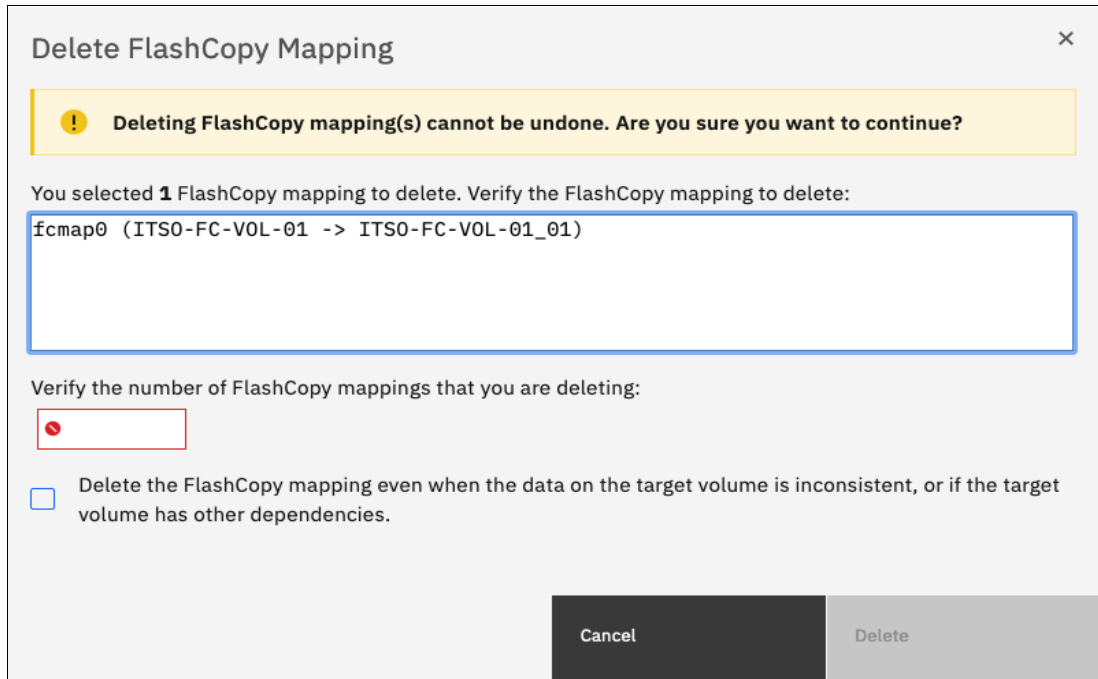 Delete FlashCopy Mapping
Deleting FlashCopy mapping(s) cannot be undone. Are you sure you want to continue?
You selected 1 FlashCopy mapping to delete. Verify the FlashCopy mapping to delete:
fcmap0 (ITSO-FC-VOL-01 -> ITSO-FC-VOL-01_01)
Verify the number of FlashCopy mappings that you are deleting:
Delete the FlashCopy mapping even when the data on the target volume is inconsistent, or if the target
volume has other dependencies.
Cancel
Delete